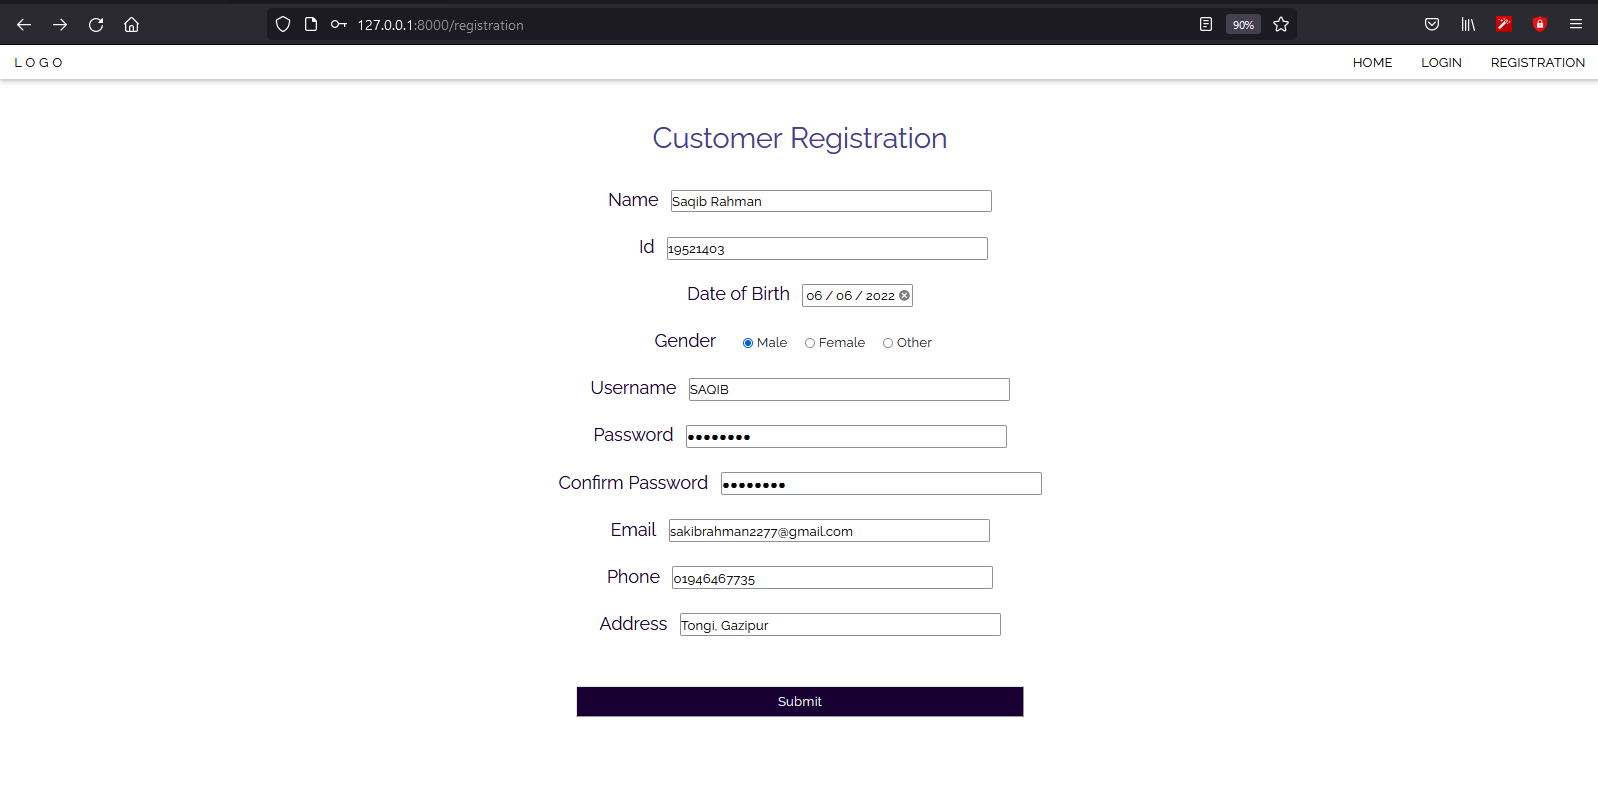 127.0.0.1:8000/registration 90%
LOGO HOME LOGIN REGISTRATION
Customer Registration
Name Saqib Rahman
Id 19521403
Date of Birth 06 / 06 / 2022
Gender Male Female Other
Username SAQIB
Password ••••••••
Confirm Password ••••••••
Email sakibrahman2277@gmail.com
Phone 01946467735
Address Tongi, Gazipur
Submit